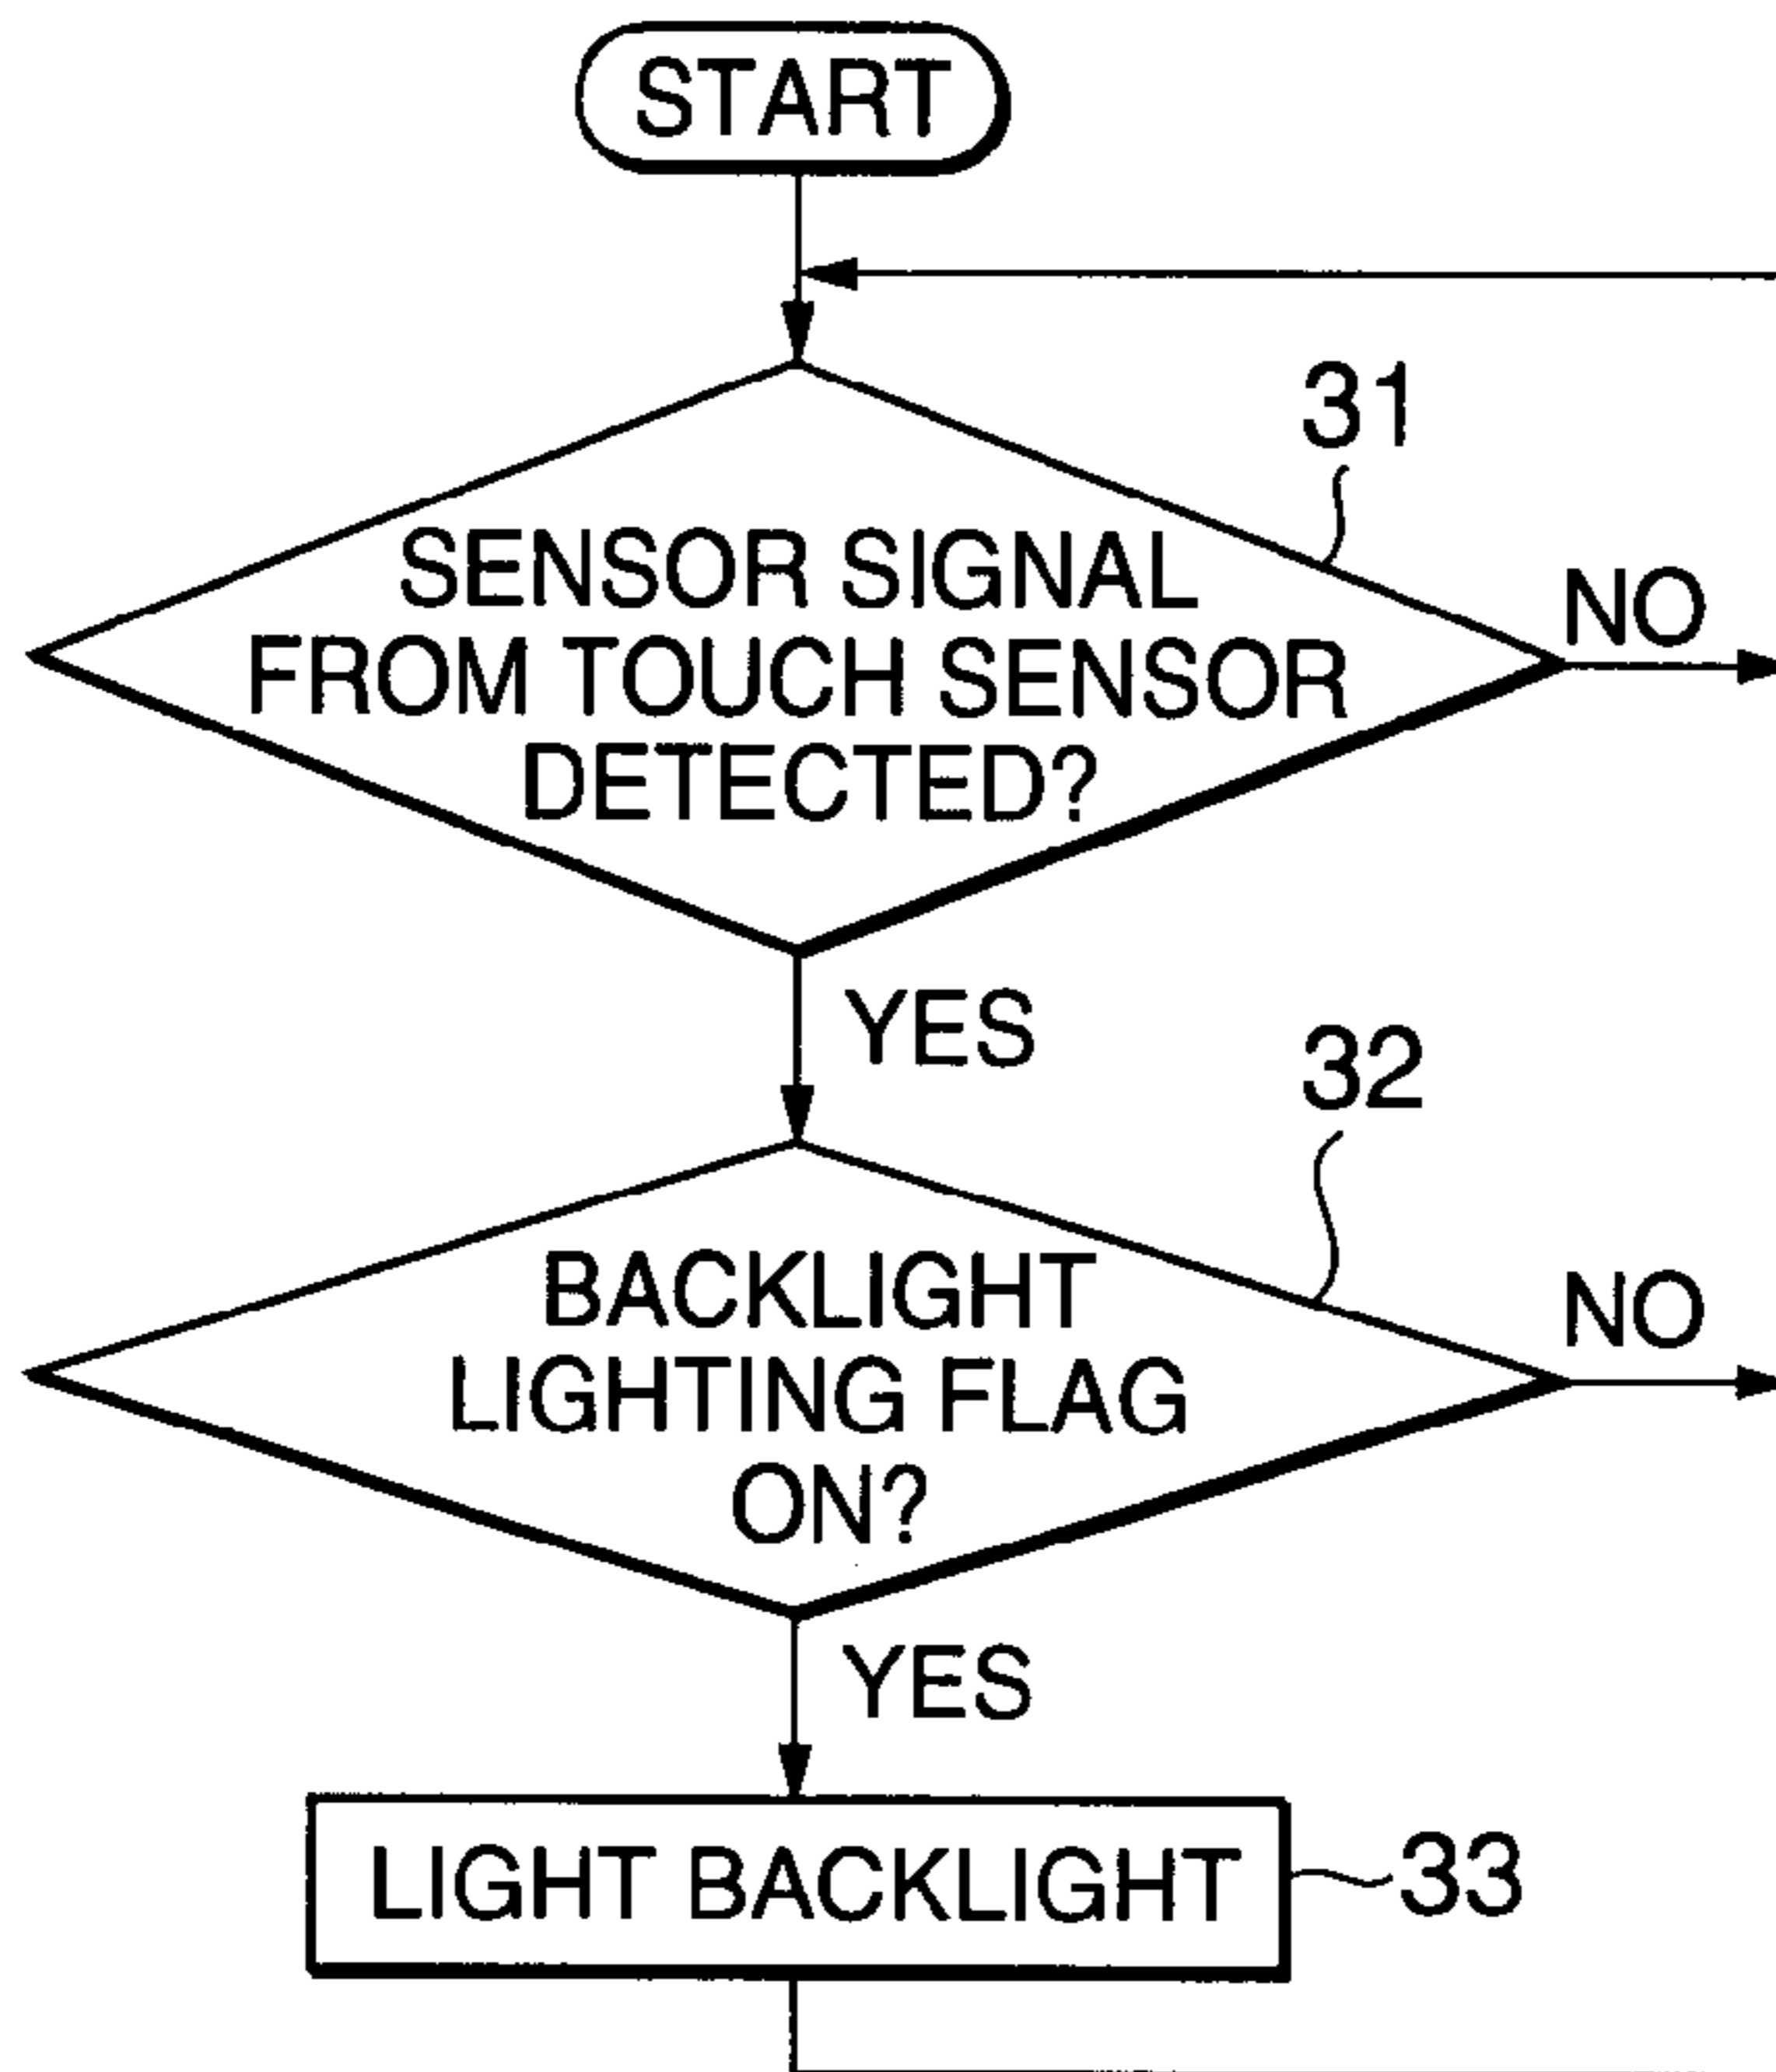 START
31
SENSOR SIGNAL
FROM TOUCH SENSOR
DETECTED?
NO
YES
32
BACKLIGHT
LIGHTING FLAG
ON?
NO
YES
LIGHT BACKLIGHT
33